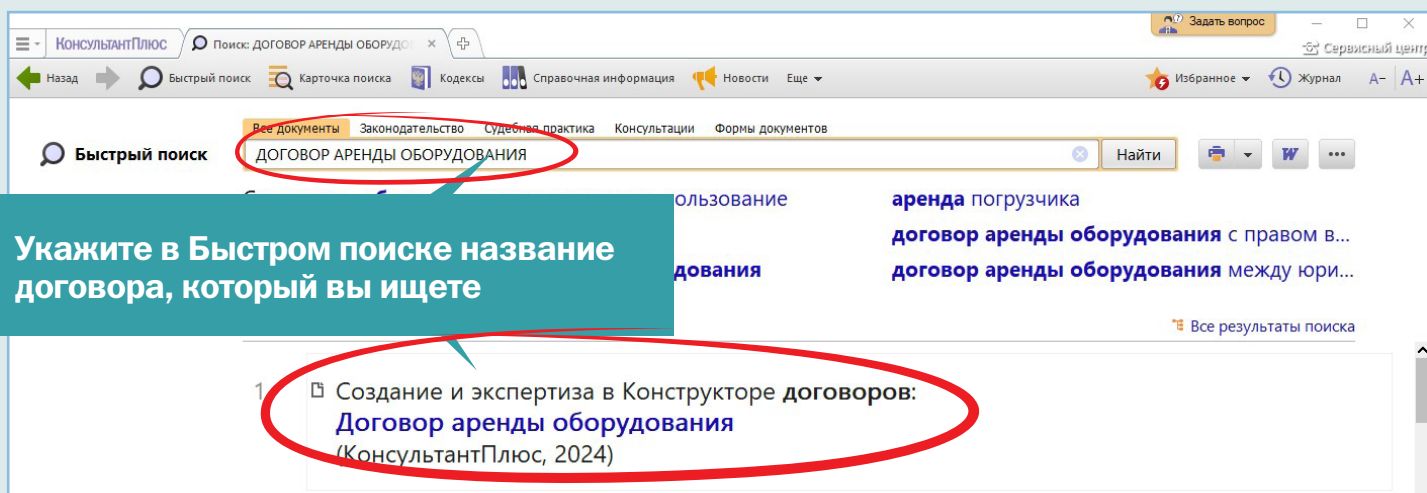 Задать вопрос
КонсультантПлюс
Поиск: ДОГОВОР АРЕНДЫ ОБОРУДО
Сервисный центр
Назад
Быстрый поиск
Карточка поиска
Кодексы
Справочная информация
Новости
Еще
Избранное
Журнал
А-
А+
Все документы
Законодательство
Судебная практика
Консультации
Формы документов
Быстрый поиск
ДОГОВОР АРЕНДЫ ОБОРУДОВАНИЯ
Найти
ользование
аренда погрузчика
договор аренды оборудования с правом в...
дования
договор аренды оборудования между юри...
Укажите в Быстром поиске название
договора, который вы ищете
Все результаты поиска
1
Создание и экспертиза в Конструкторе договоров:
Договор аренды оборудования
(КонсультантПлюс, 2024)